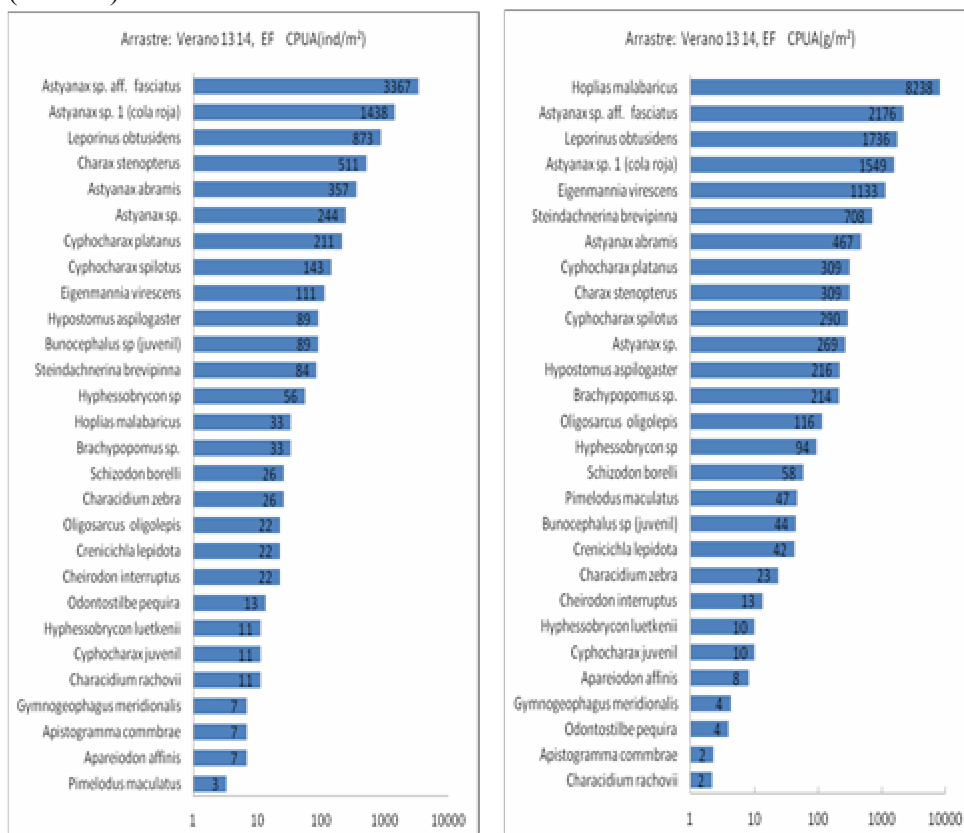 Arrastre: Verano 13 14, EF CPUA(ind/m²)
Astyanax sp. aff. fasciatus 3367
Astyanax sp. 1 (cola roja) 1438
Leporinus obtusidens 873
Charax stenopterus 511
Astyanax abramis 357
Astyanax sp. 244
Cyphocharax platanus 211
Cyphocharax spilotus 143
Eigenmannia virescens 111
Hypostomus aspilogaster 89
Bunocephalus sp (juvenil) 89
Steindachnerina brevipinna 84
Hyphessobrycon sp 56
Hoplias malabaricus 33
Brachypopomus sp. 33
Schizodon borelli 26
Characidium zebra 26
Oligosarcus oligolepis 22
Crenicichla lepidota 22
Cheirodon interruptus 22
Odontostilbe pequira 13
Hyphessobrycon luetkenii 11
Cyphocharax juvenil 11
Characidium rachovii 11
Gymnogeophagus meridionalis 7
Apistogramma commbrae 7
Apareiodon affinis 7
Pimelodus maculatus 3
1 10 100 1000 10000
Arrastre: Verano 13 14, EF CPUA(g/m²)
Hoplias malabaricus 8238
Astyanax sp. aff. fasciatus 2176
Leporinus obtusidens 1736
Astyanax sp. 1 (cola roja) 1549
Eigenmannia virescens 1133
Steindachnerina brevipinna 708
Astyanax abramis 467
Cyphocharax platanus 309
Charax stenopterus 309
Cyphocharax spilotus 290
Astyanax sp. 269
Hypostomus aspilogaster 216
Brachypopomus sp. 214
Oligosarcus oligolepis 116
Hyphessobrycon sp 94
Schizodon borelli 58
Pimelodus maculatus 47
Bunocephalus sp (juvenil) 44
Crenicichla lepidota 42
Characidium zebra 23
Cheirodon interruptus 13
Hyphessobrycon luetkenii 10
Cyphocharax juvenil 10
Apareiodon affinis 8
Gymnogeophagus meridionalis 4
Odontostilbe pequira 4
Apistogramma commbrae 2
Characidium rachovii 2
1 10 100 1000 10000